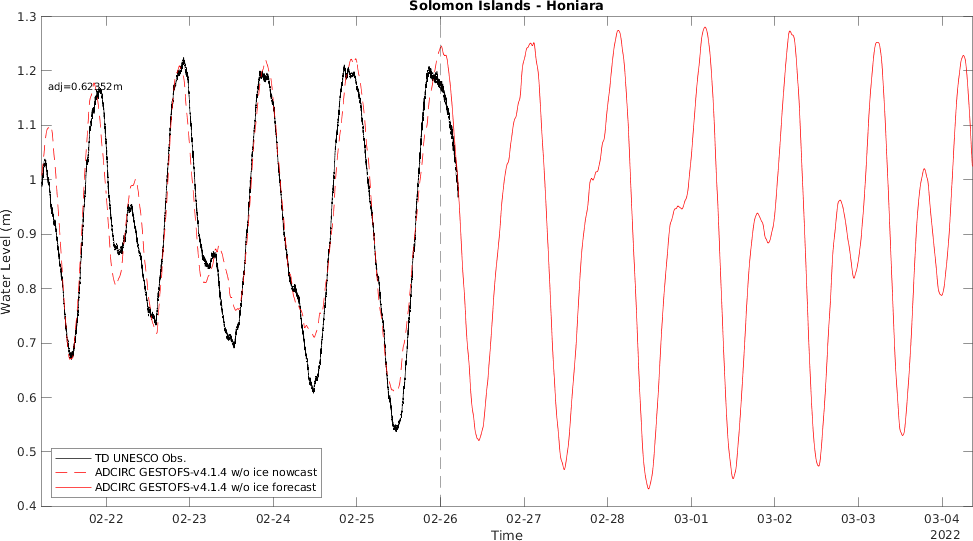 Solomon Islands - Honiara
1.3
1.2
adj=0.62352m
1.1
1
0.9
0.8
0.7
0.6
0.5
0.4
Water Level (m)
TD UNESCO Obs.
ADCIRC GESTOFS-v4.1.4 w/o ice nowcast
ADCIRC GESTOFS-v4.1.4 w/o ice forecast
02-22 02-23 02-24 02-25 02-26 02-27 02-28 03-01 03-02 03-03 03-04
Time 2022